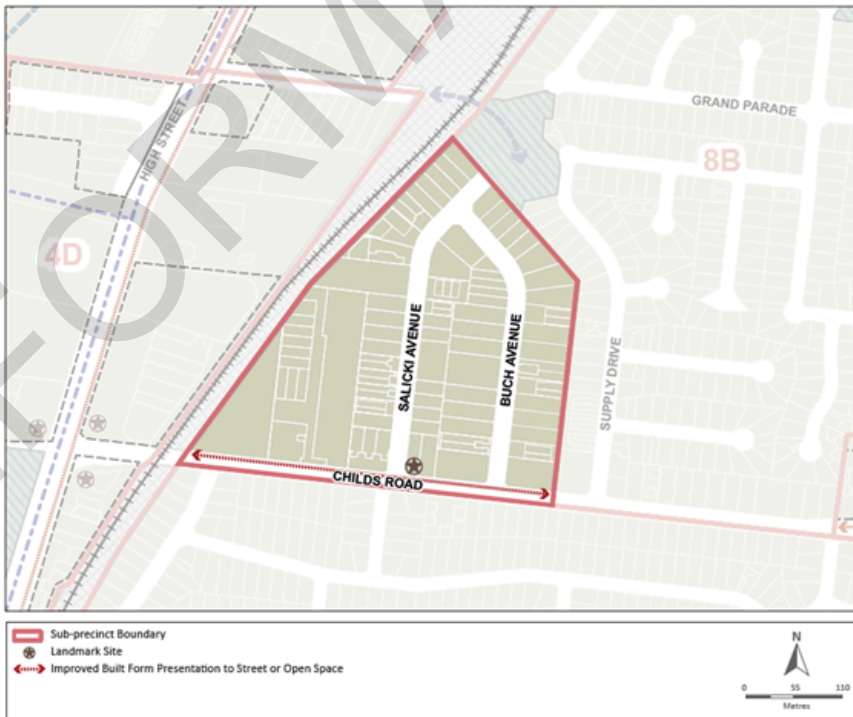 GRAND PARADE
HIGH STREET
8B
4D
SALICKI AVENUE
BUCH AVENUE
SUPPLY DRIVE
CHILDS ROAD
Sub-precinct Boundary
Landmark Site
Improved Built Form Presentation to Street or Open Space
N
0 55 110
Metres